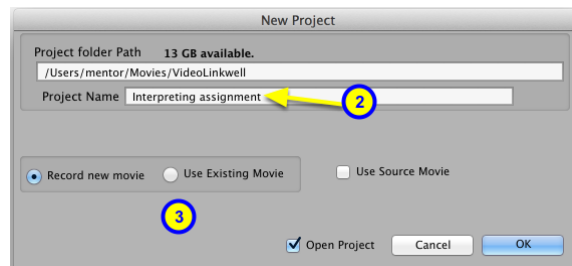 New Project
Project folder Path 13 GB available.
/Users/mentor/Movies/VideoLinkwell
Project Name Interpreting assignment 2
Record new movie Use Existing Movie Use Source Movie
3
Open Project Cancel OK